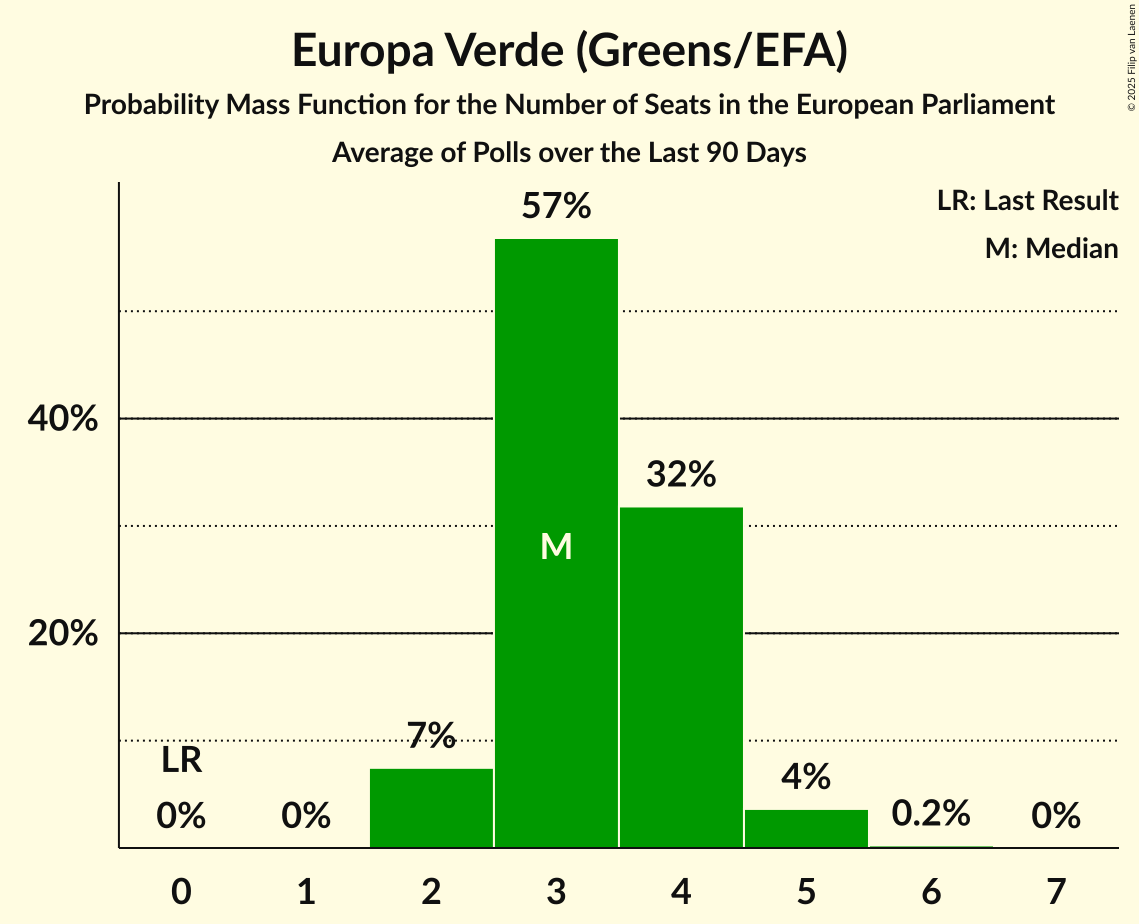 Europa Verde (Greens/EFA)
Probability Mass Function for the Number of Seats in the European Parliament
Average of Polls over the Last 90 Days
© 2025 Filip van Laenen
LR: Last Result
M: Median
57%
40%
32%
M
20%
7%
LR
4%
0%
0%
0.2%
0%
0
1
2
3
4
5
6
7